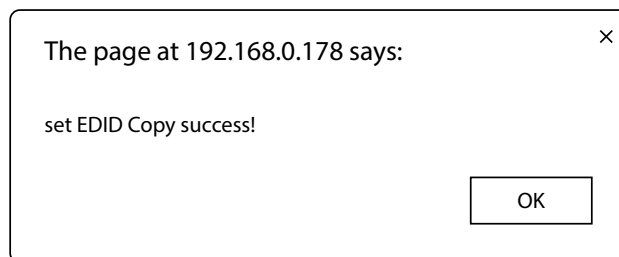 The page at 192.168.0.178 says:
set EDID Copy success!
OK